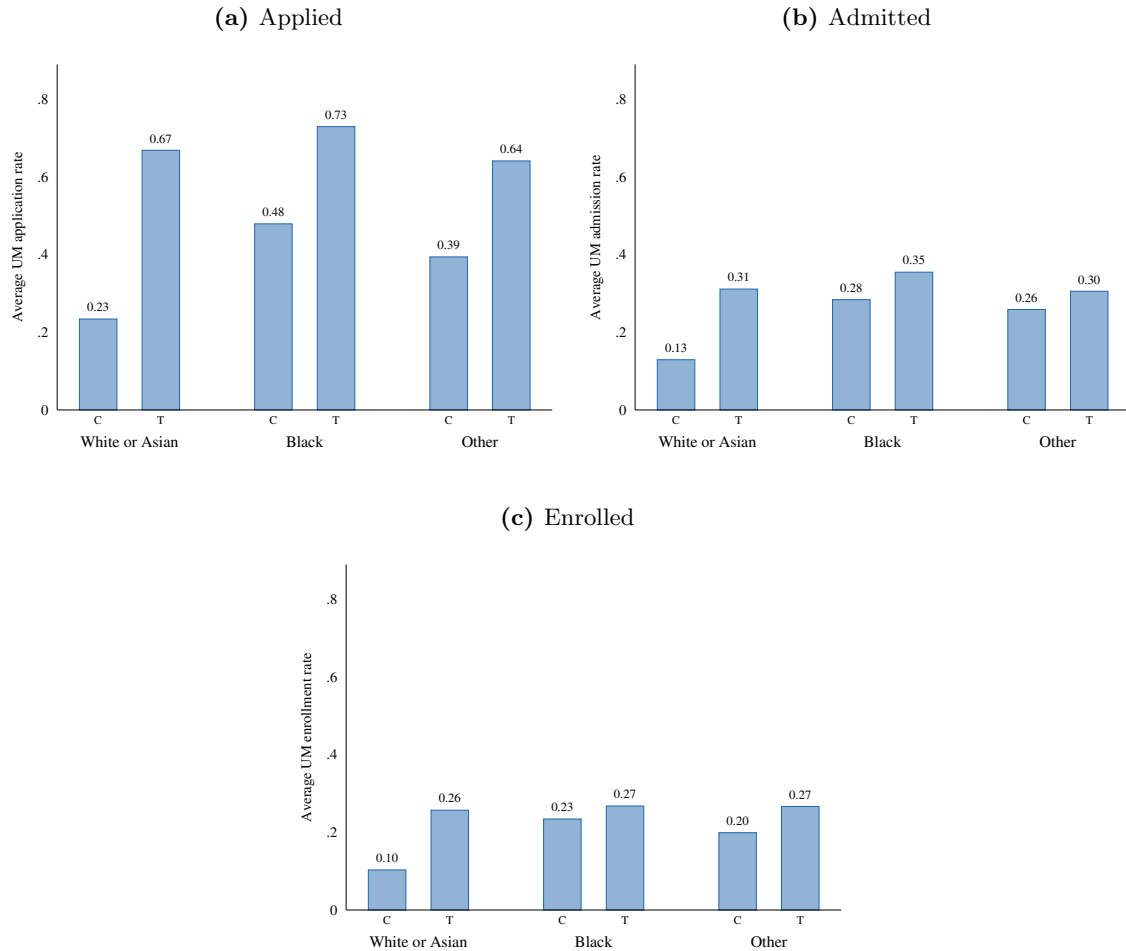 (a) Applied
Average UM application rate
.8
.6
.4
.2
0
0.23
0.67
0.48
0.73
0.39
0.64
C T C T C T
White or Asian Black Other
(b) Admitted
Average UM admission rate
.8
.6
.4
.2
0
0.13
0.31
0.28
0.35
0.26
0.30
C T C T C T
White or Asian Black Other
(c) Enrolled
Average UM enrollment rate
.8
.6
.4
.2
0
0.10
0.26
0.23
0.27
0.20
0.27
C T C T C T
White or Asian Black Other